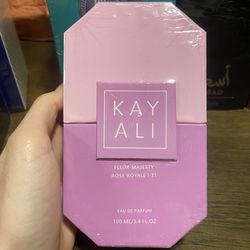 KAY
ALI
FLEUR MAJESTY
ROSE ROYALE | 31
EAU DE PARFUM
100 ML/3.4 FL.OZ